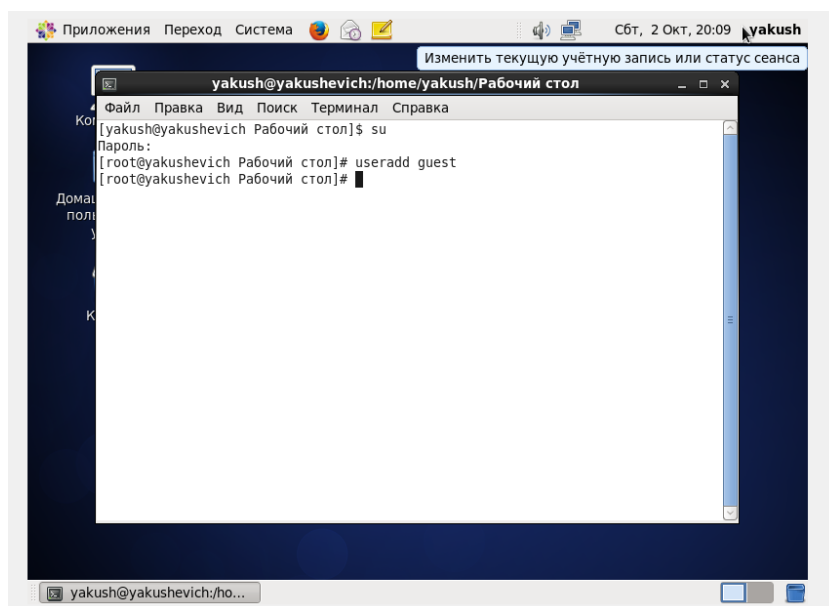 Приложения Переход Система Сбт, 2 Окт, 20:09 yakush
Изменить текущую учётную запись или статус сеанса
yakush@yakushevich:/home/yakush/Рабочий стол
Файл Правка Вид Поиск Терминал Справка
[yakush@yakushevich Рабочий стол]$ su
Пароль:
[root@yakushevich Рабочий стол]# useradd guest
[root@yakushevich Рабочий стол]#
yakush@yakushevich:/ho...